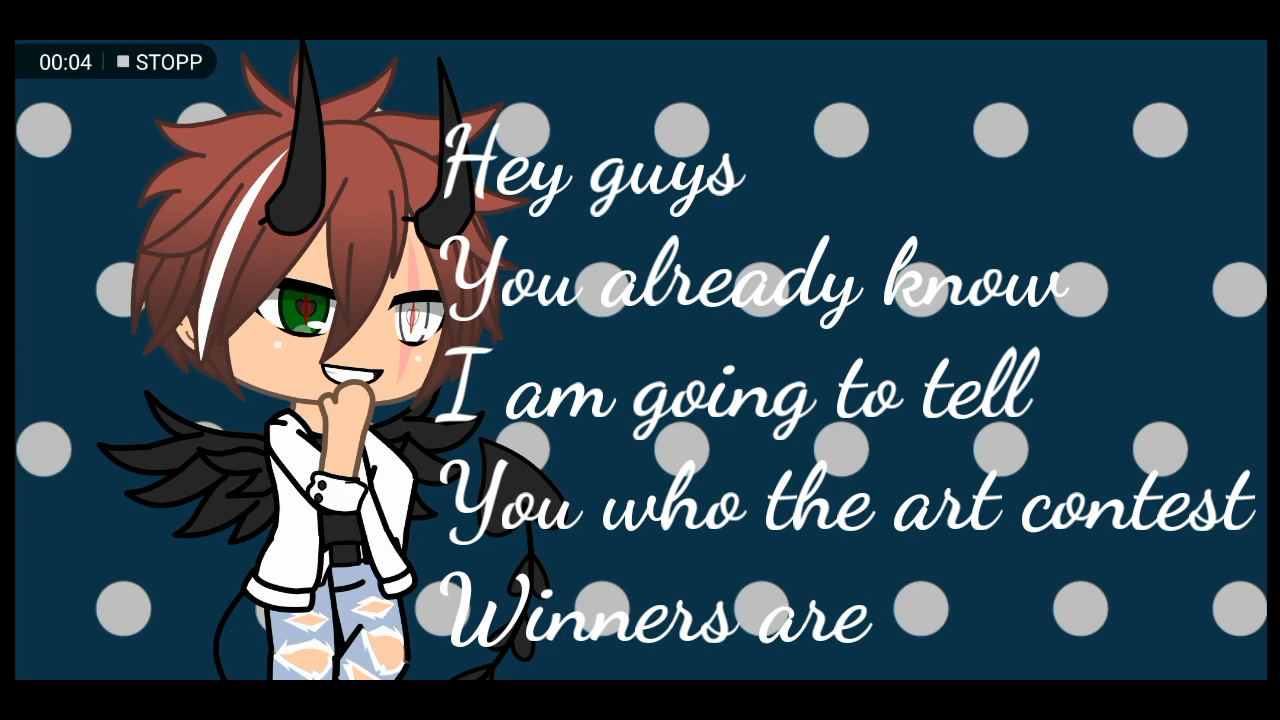 00:04 STOPP
Hey guys
You already know
I am going to tell
You who the art contest
Winners are